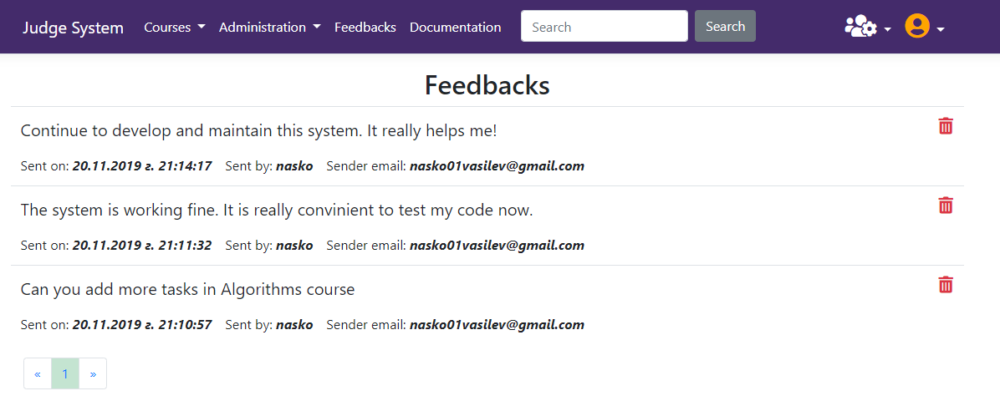 Judge System Courses Administration Feedbacks Documentation Search Search
Feedbacks
Continue to develop and maintain this system. It really helps me!
Sent on: 20.11.2019 г. 21:14:17 Sent by: nasko Sender email: nasko01vasilev@gmail.com
The system is working fine. It is really convinient to test my code now.
Sent on: 20.11.2019 г. 21:11:32 Sent by: nasko Sender email: nasko01vasilev@gmail.com
Can you add more tasks in Algorithms course
Sent on: 20.11.2019 г. 21:10:57 Sent by: nasko Sender email: nasko01vasilev@gmail.com
« 1 »